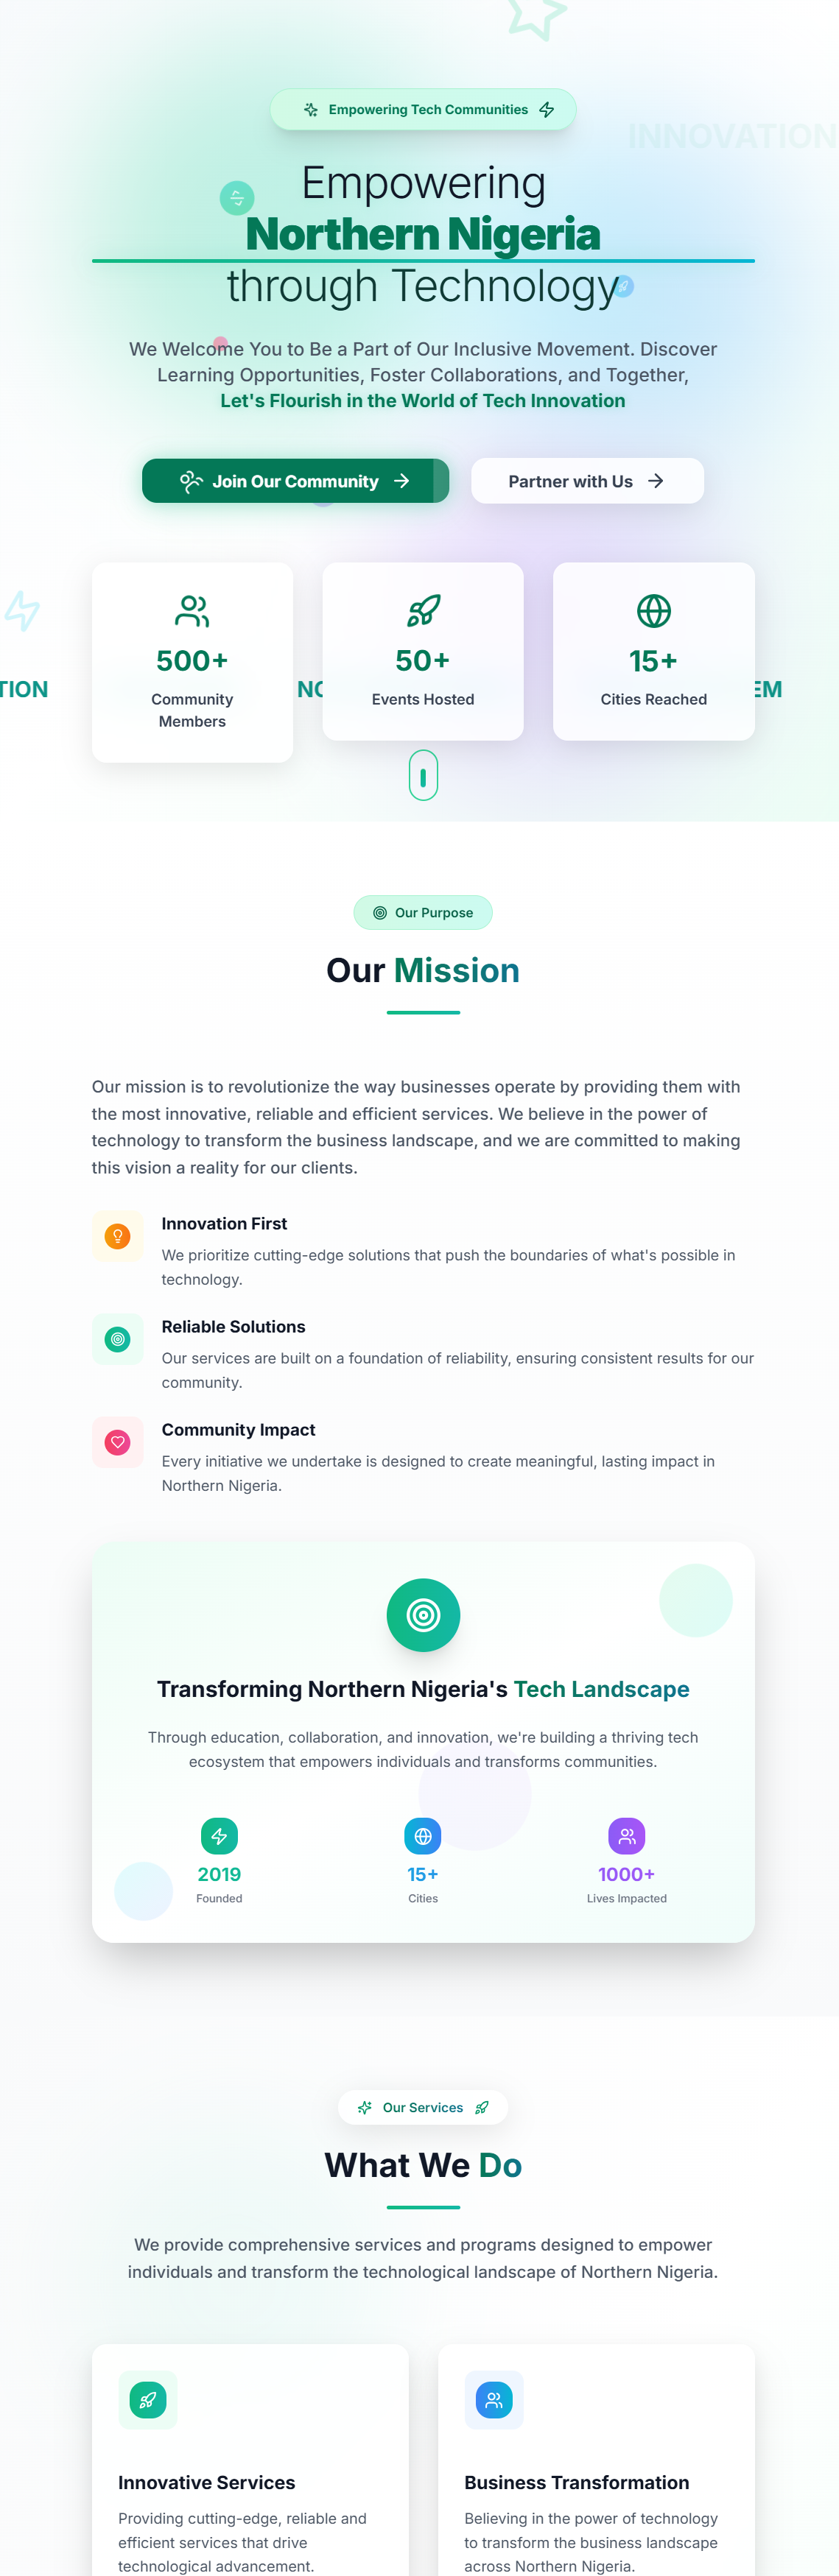 Empowering Tech Communities
INNOVATION
Empowering
Northern Nigeria
through Technology
We Welcome You to Be a Part of Our Inclusive Movement. Discover
Learning Opportunities, Foster Collaborations, and Together,
Let's Flourish in the World of Tech Innovation
Join Our Community
Partner with Us
500+
Community
Members
50+
Events Hosted
15+
Cities Reached
Our Purpose
Our Mission
Our mission is to revolutionize the way businesses operate by providing them with
the most innovative, reliable and efficient services. We believe in the power of
technology to transform the business landscape, and we are committed to making
this vision a reality for our clients.
Innovation First
We prioritize cutting-edge solutions that push the boundaries of what's possible in
technology.
Reliable Solutions
Our services are built on a foundation of reliability, ensuring consistent results for our
community.
Community Impact
Every initiative we undertake is designed to create meaningful, lasting impact in
Northern Nigeria.
Transforming Northern Nigeria's Tech Landscape
Through education, collaboration, and innovation, we're building a thriving tech
ecosystem that empowers individuals and transforms communities.
2019
Founded
15+
Cities
1000+
Lives Impacted
Our Services
What We Do
We provide comprehensive services and programs designed to empower
individuals and transform the technological landscape of Northern Nigeria.
Innovative Services
Providing cutting-edge, reliable and
efficient services that drive
technological advancement.
Business Transformation
Believing in the power of technology
to transform the business landscape
across Northern Nigeria.